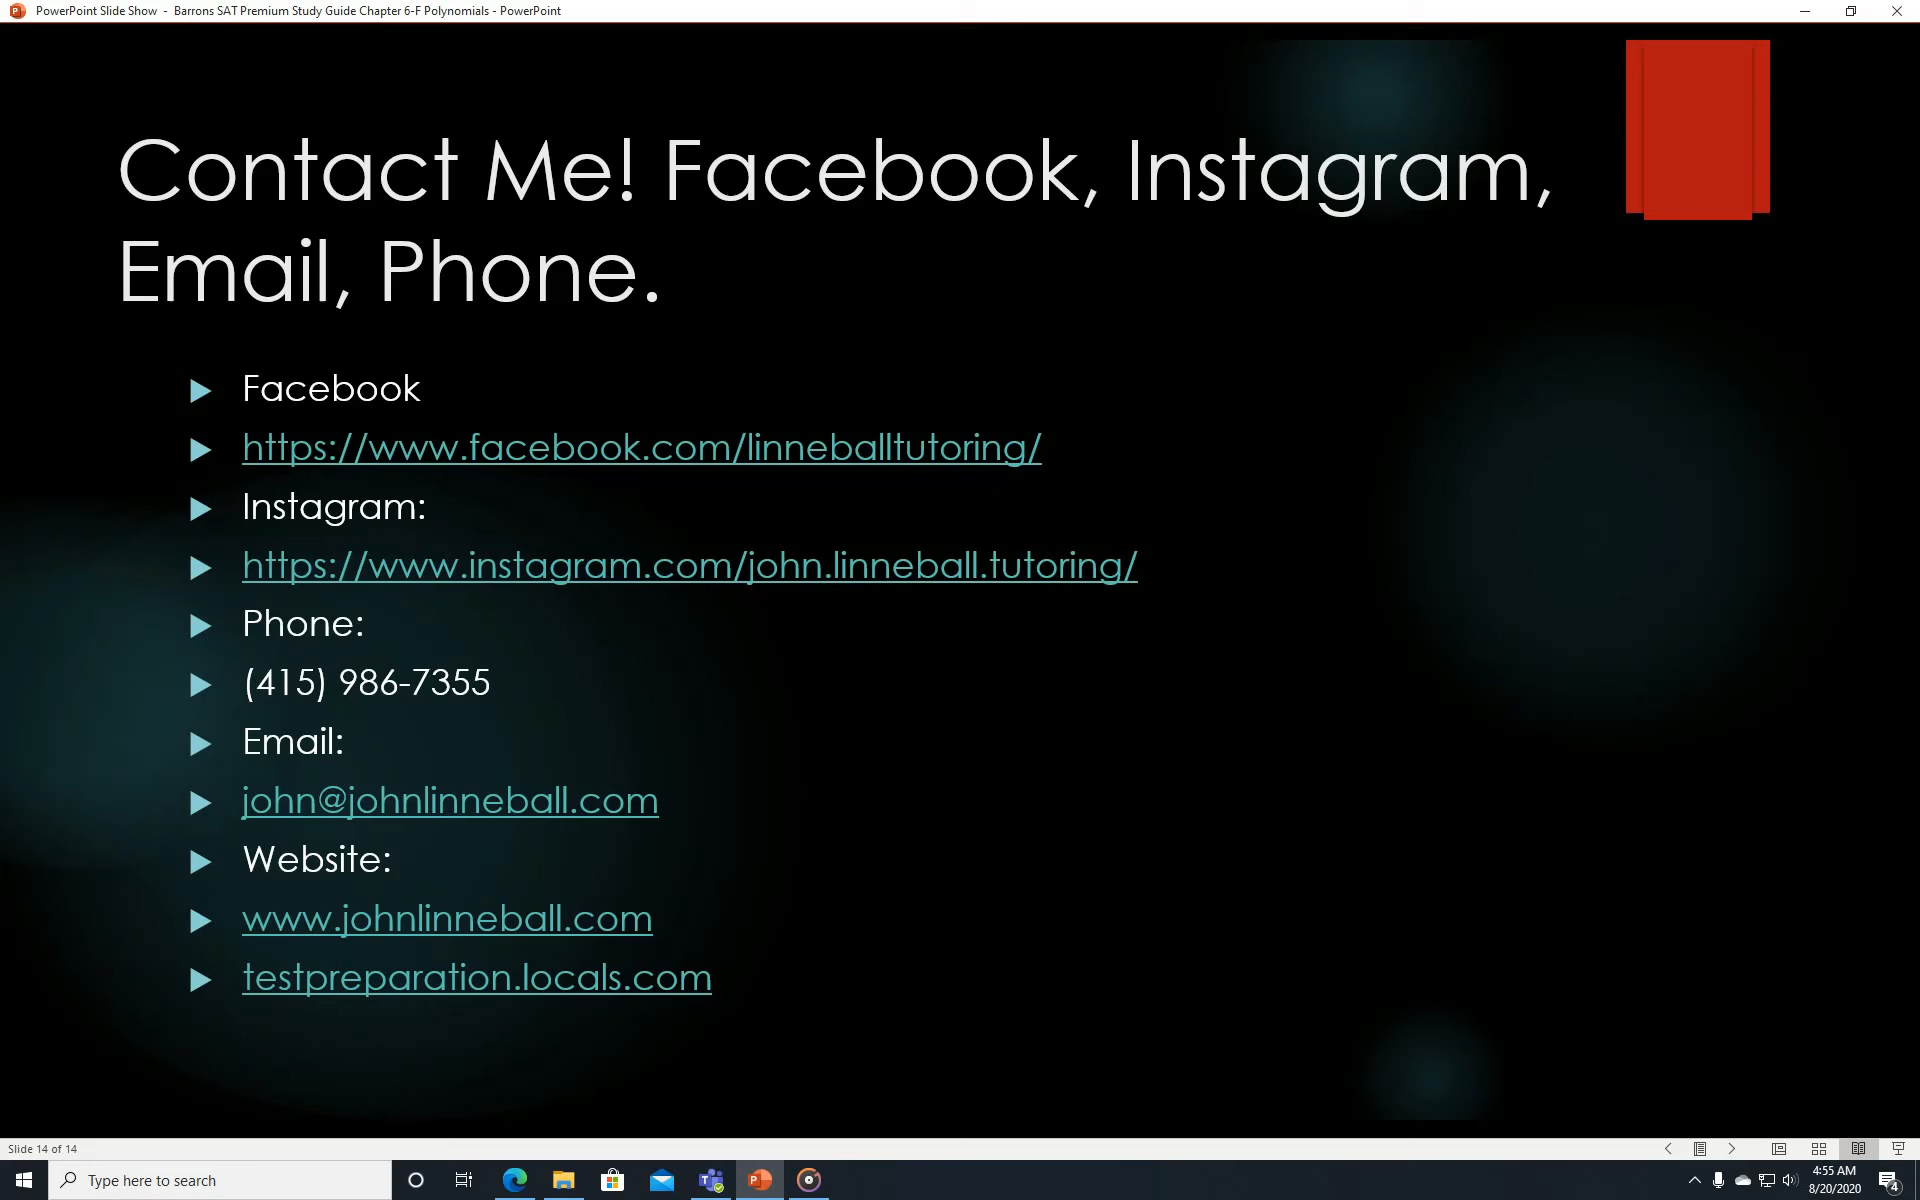 PowerPoint Slide Show - Barrons SAT Premium Study Guide Chapter 6-F Polynomials - PowerPoint
Contact Me! Facebook, Instagram,
Email, Phone.
Facebook
https://www.facebook.com/linneballtutoring/
Instagram:
https://www.instagram.com/john.linneball.tutoring/
Phone:
(415) 986-7355
Email:
john@johnlinneball.com
Website:
www.johnlinneball.com
testpreparation.locals.com
Slide 14 of 14
Type here to search
4:55 AM
8/20/2020
4